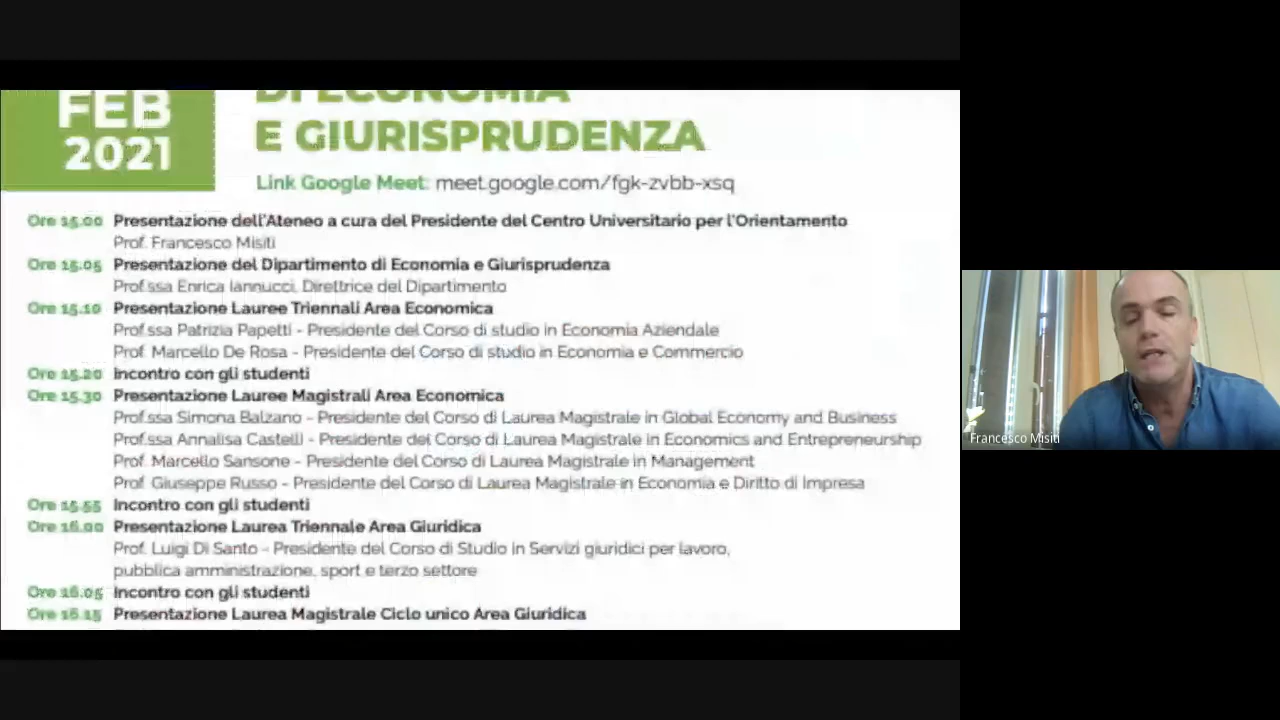 FEB
2021
DI ECONOMIA
E GIURISPRUDENZA
Link Google Meet: meet.google.com/fgk-zvbb-xsq
Ore 15.00 Presentazione dell'Ateneo a cura del Presidente del Centro Universitario per l'Orientamento
Prof. Francesco Misiti
Ore 15.05 Presentazione del Dipartimento di Economia e Giurisprudenza
Prof.ssa Enrica Iannucci, Direttrice del Dipartimento
Ore 15.10 Presentazione Lauree Triennali Area Economica
Prof.ssa Patrizia Papetti - Presidente del Corso di studio in Economia Aziendale
Prof. Marcello De Rosa - Presidente del Corso di studio in Economia e Commercio
Ore 15.20 Incontro con gli studenti
Ore 15.30 Presentazione Lauree Magistrali Area Economica
Prof.ssa Simona Balzano - Presidente del Corso di Laurea Magistrale in Global Economy and Business
Prof.ssa Annalisa Castelli - Presidente del Corso di Laurea Magistrale in Economics and Entrepreneurship
Prof. Marcello Sansone - Presidente del Corso di Laurea Magistrale in Management
Prof. Giuseppe Russo - Presidente del Corso di Laurea Magistrale in Economia e Diritto di Impresa
Ore 15.55 Incontro con gli studenti
Ore 16.00 Presentazione Laurea Triennale Area Giuridica
Prof. Luigi Di Santo - Presidente del Corso di Studio in Servizi giuridici per lavoro,
pubblica amministrazione, sport e terzo settore
Ore 16.05 Incontro con gli studenti
Ore 16.15 Presentazione Laurea Magistrale Ciclo unico Area Giuridica
Francesco Misiti